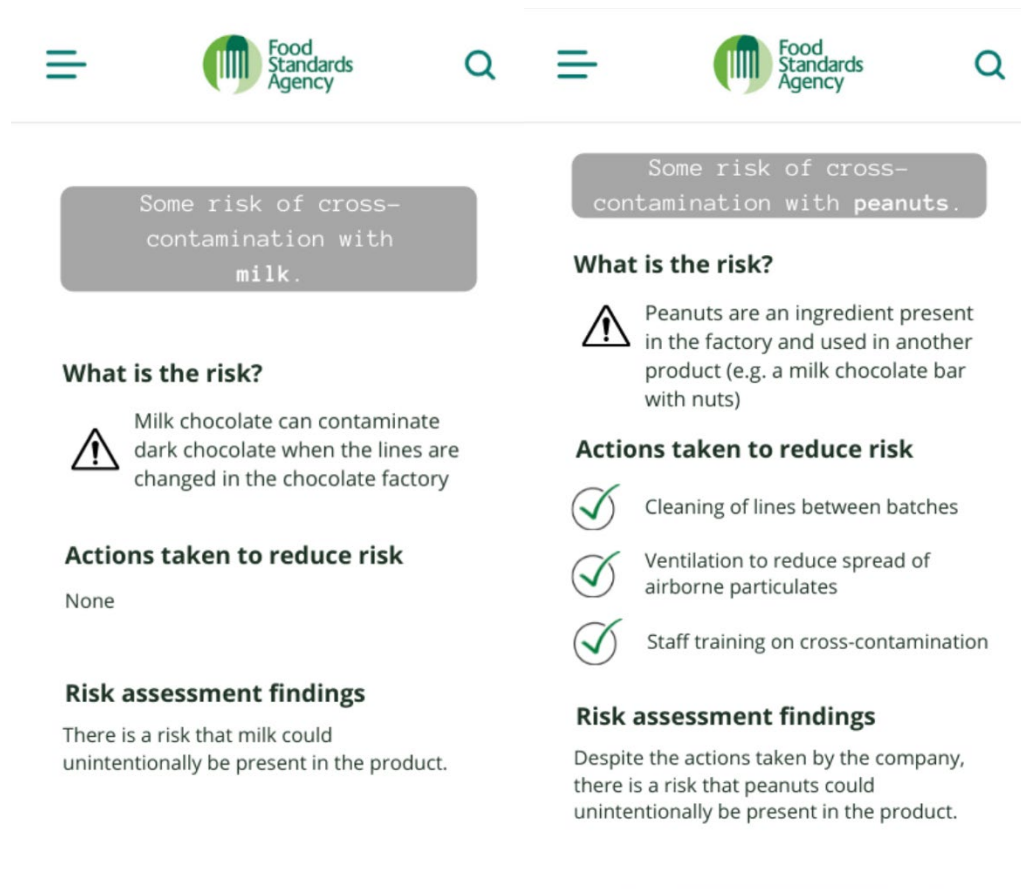 Food
Standards
Agency
Some risk of cross-
contamination with
milk.
What is the risk?
Milk chocolate can contaminate
dark chocolate when the lines are
changed in the chocolate factory
Actions taken to reduce risk
None
Risk assessment findings
There is a risk that milk could
unintentionally be present in the product.
Food
Standards
Agency
Some risk of cross-
contamination with peanuts.
What is the risk?
Peanuts are an ingredient present
in the factory and used in another
product (e.g. a milk chocolate bar
with nuts)
Actions taken to reduce risk
Cleaning of lines between batches
Ventilation to reduce spread of
airborne particulates
Staff training on cross-contamination
Risk assessment findings
Despite the actions taken by the company,
there is a risk that peanuts could
unintentionally be present in the product.